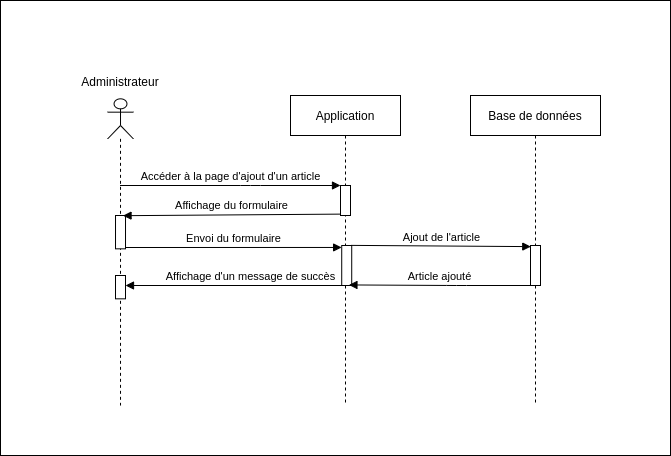 Administrateur
Application
Base de données
Accéder à la page d'ajout d'un article
Affichage du formulaire
Envoi du formulaire
Ajout de l'article
Affichage d'un message de succès
Article ajouté